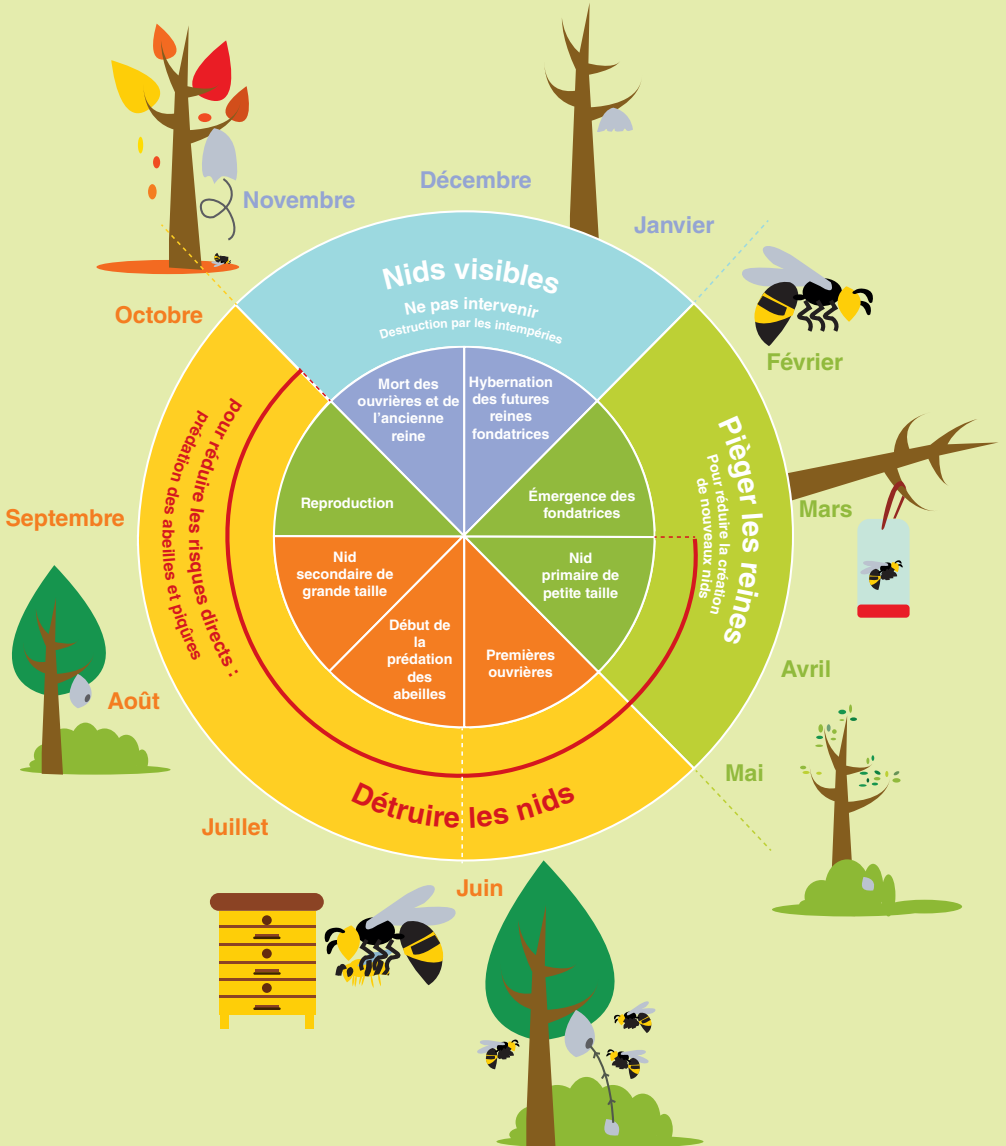 Décembre
Janvier
Février
Mars
Avril
Mai
Juin
Juillet
Août
Septembre
Octobre
Novembre
Nids visibles
Ne pas intervenir
Destruction par les intempéries
Pièger les reines
Pour réduire la création
de nouveaux nids
Détruire les nids
pour réduire les risques directs :
prédation des abeilles et piqûres
Mort des
ouvrières et de
l'ancienne
reine
Hybernation
des futures
reines
fondatrices
Émergence des
fondatrices
Nid
primaire de
petite taille
Premières
ouvrières
Début de
la
prédation
des
abeilles
Nid
secondaire de
grande taille
Reproduction